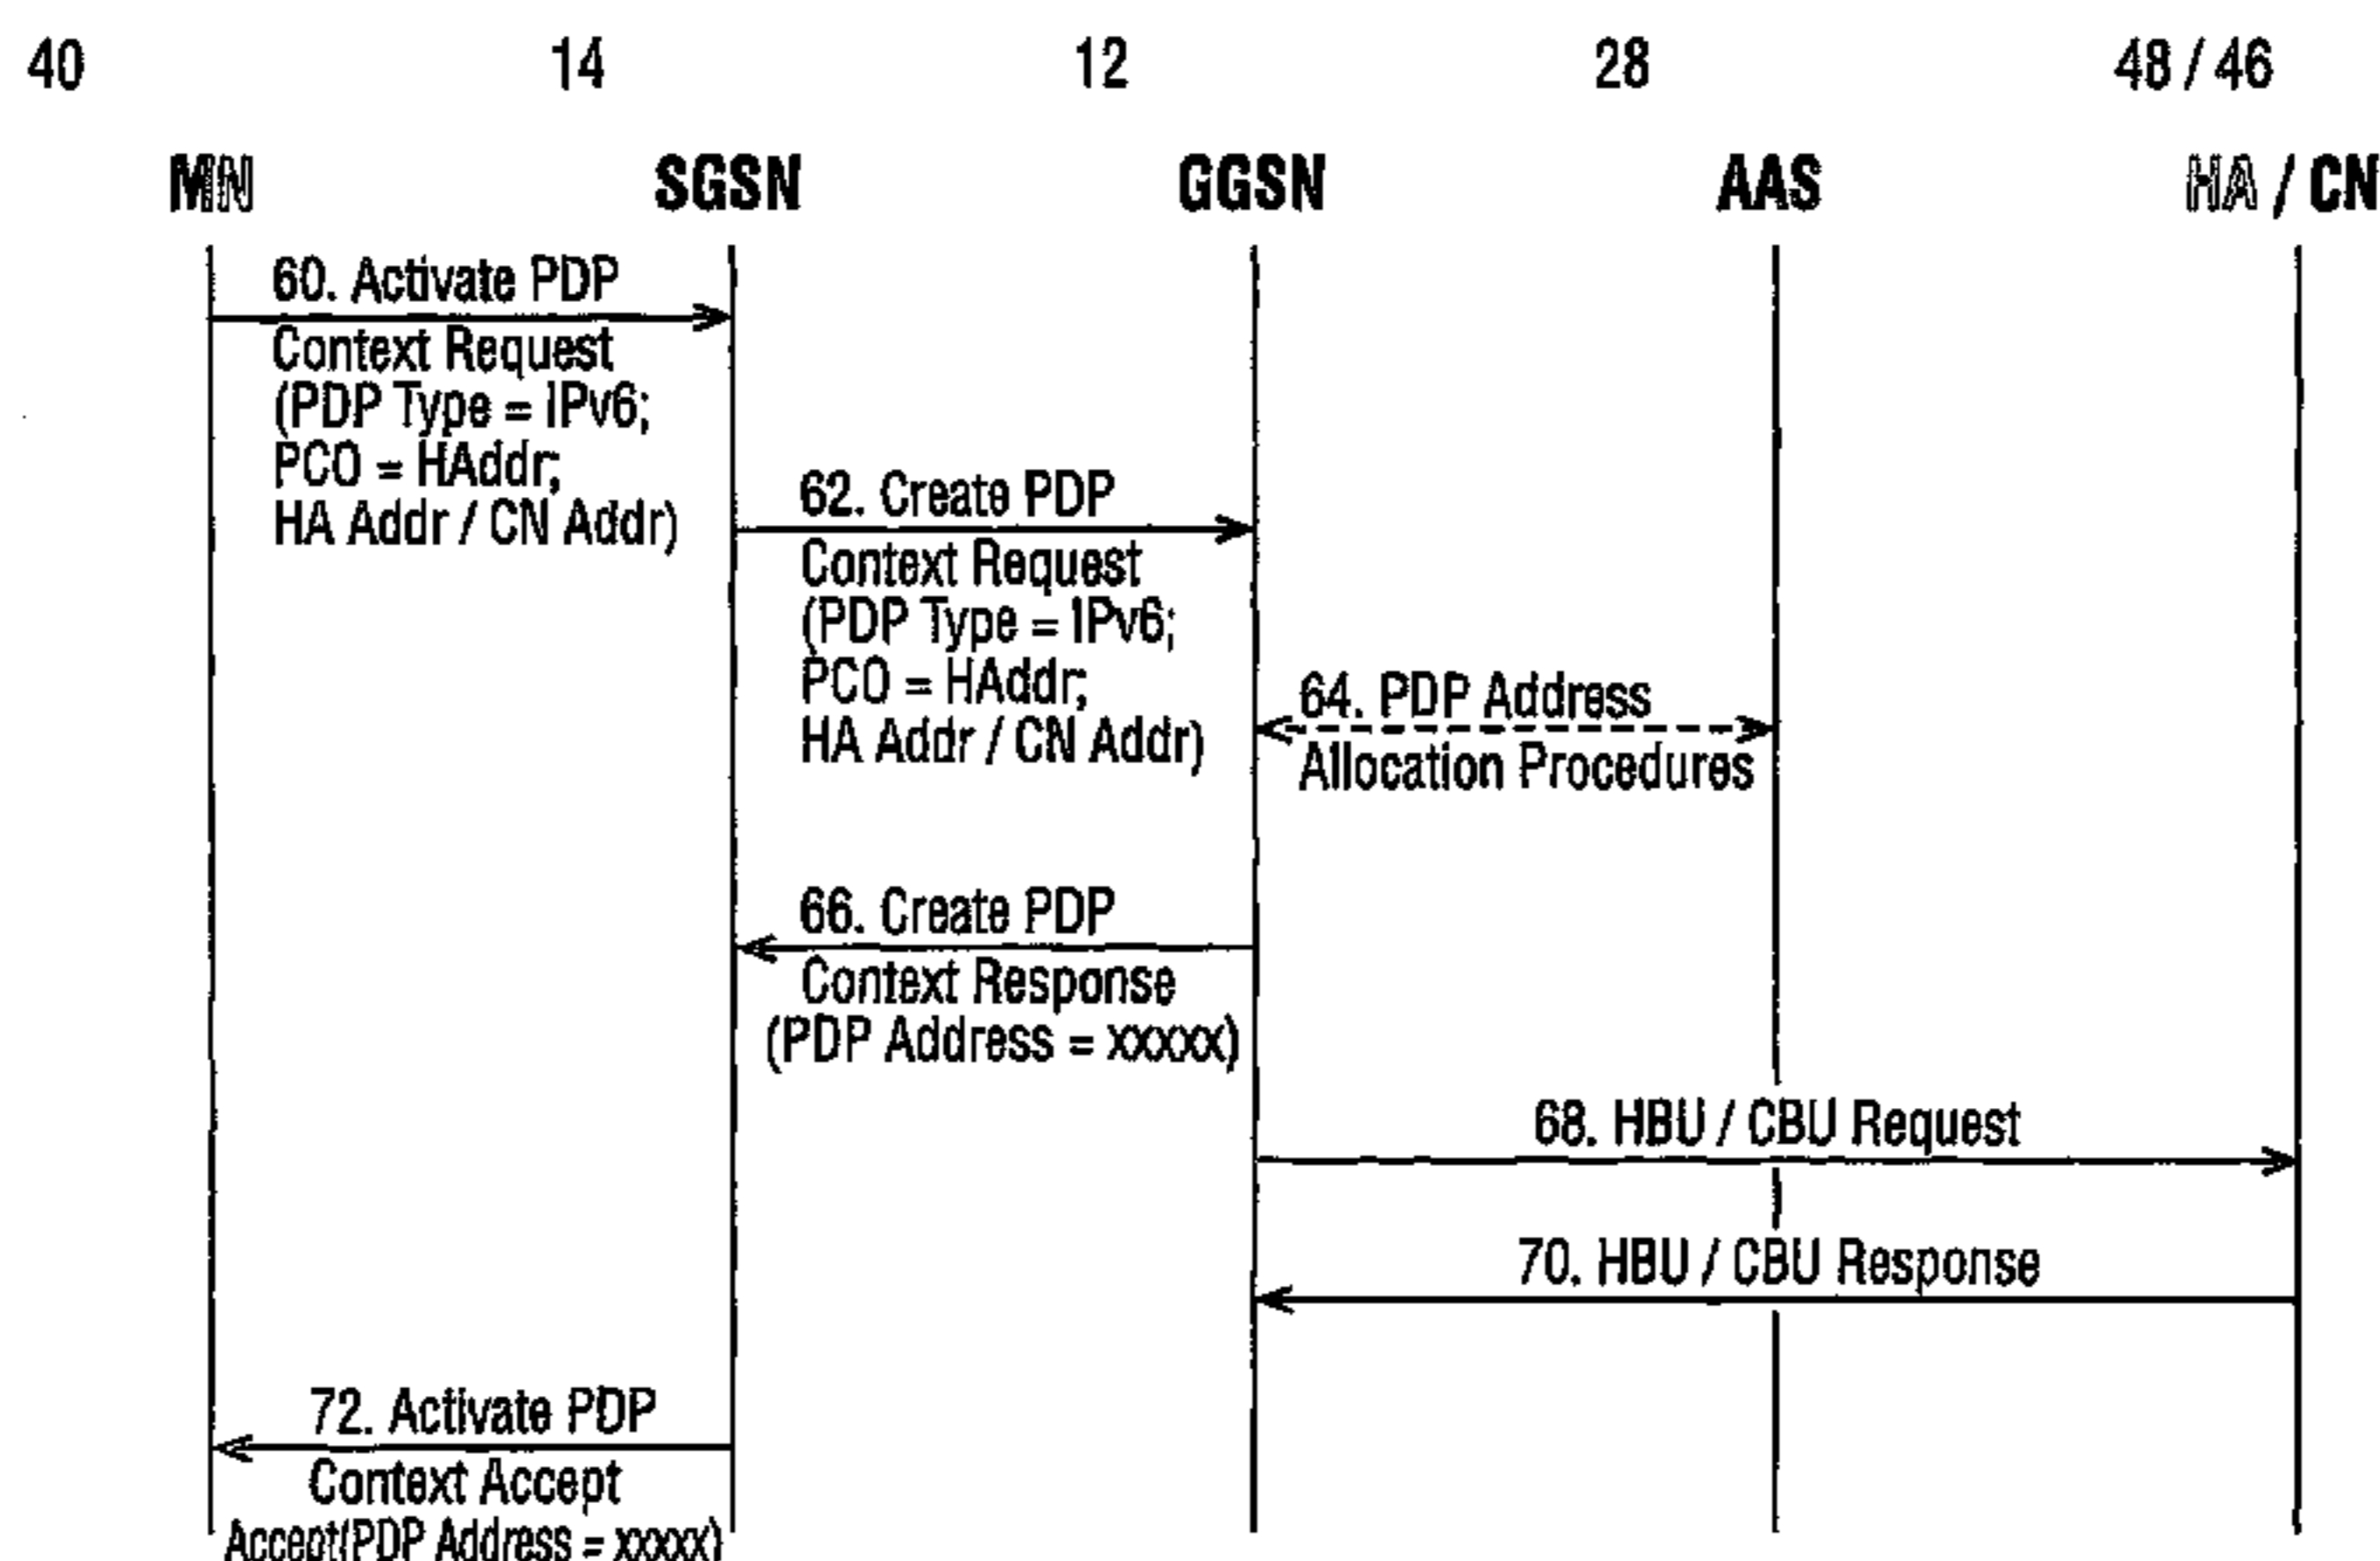 40 14 12 28 48 / 46
MN SGSN GGSN AAS HA / CN
60. Activate PDP
Context Request
(PDP Type = IPv6;
PCO = HAddr;
HA Addr / CN Addr)
62. Create PDP
Context Request
(PDP Type = IPv6;
PCO = HAddr;
HA Addr / CN Addr)
64. PDP Address
Allocation Procedures
66. Create PDP
Context Response
(PDP Address = xxxxx)
68. HBU / CBU Request
70. HBU / CBU Response
72. Activate PDP
Context Accept
Accept(PDP Address = xxxxx)